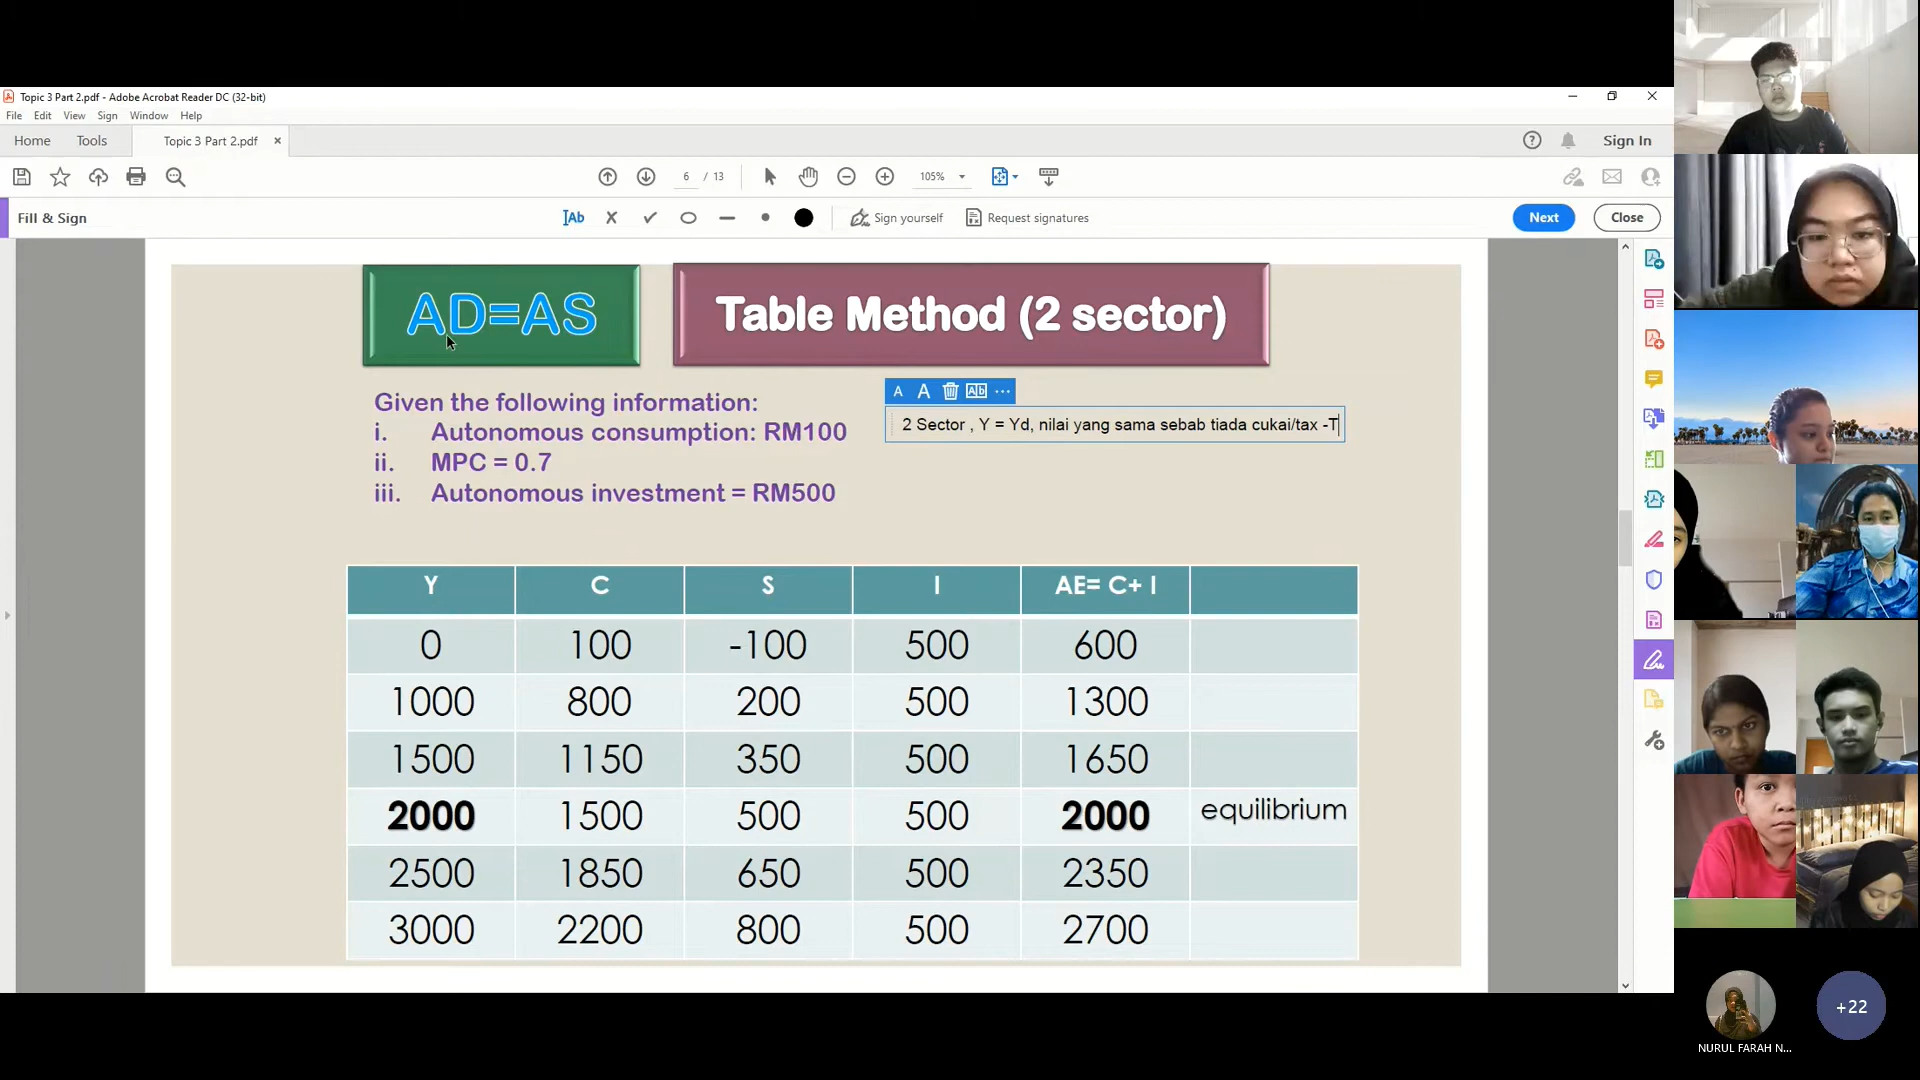 Topic 3 Part 2.pdf - Adobe Acrobat Reader DC (32-bit)
File Edit View Sign Window Help
Home Tools Topic 3 Part 2.pdf × Sign In
6 / 13 105%
Fill & Sign IAb Sign yourself Request signatures Next Close
AD=AS Table Method (2 sector)
A A Ab ...
Given the following information:
2 Sector , Y = Yd, nilai yang sama sebab tiada cukai/tax -T
i. Autonomous consumption: RM100
ii. MPC = 0.7
iii. Autonomous investment = RM500
Y C S I AE= C+ I
0 100 -100 500 600
1000 800 200 500 1300
1500 1150 350 500 1650
2000 1500 500 500 2000 equilibrium
2500 1850 650 500 2350
3000 2200 800 500 2700
+22
NURUL FARAH N...